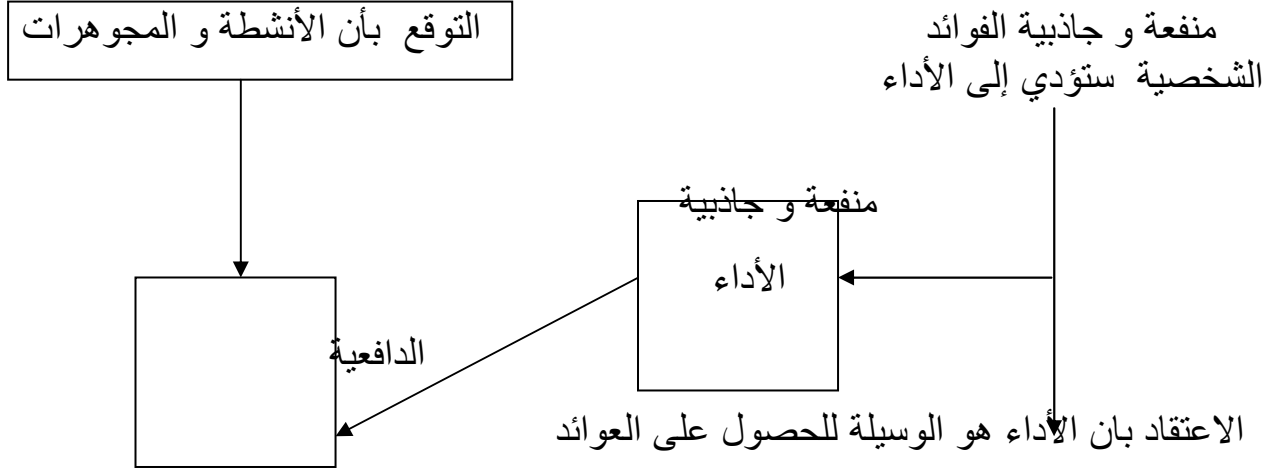 منفعة و جاذبية الفوائد
الشخصية ستؤدي إلى الأداء
التوقع بأن الأنشطة و المجوهرات
منفعة و جاذبية
الأداء
الدافعية
الاعتقاد بان الأداء هو الوسيلة للحصول على العوائد